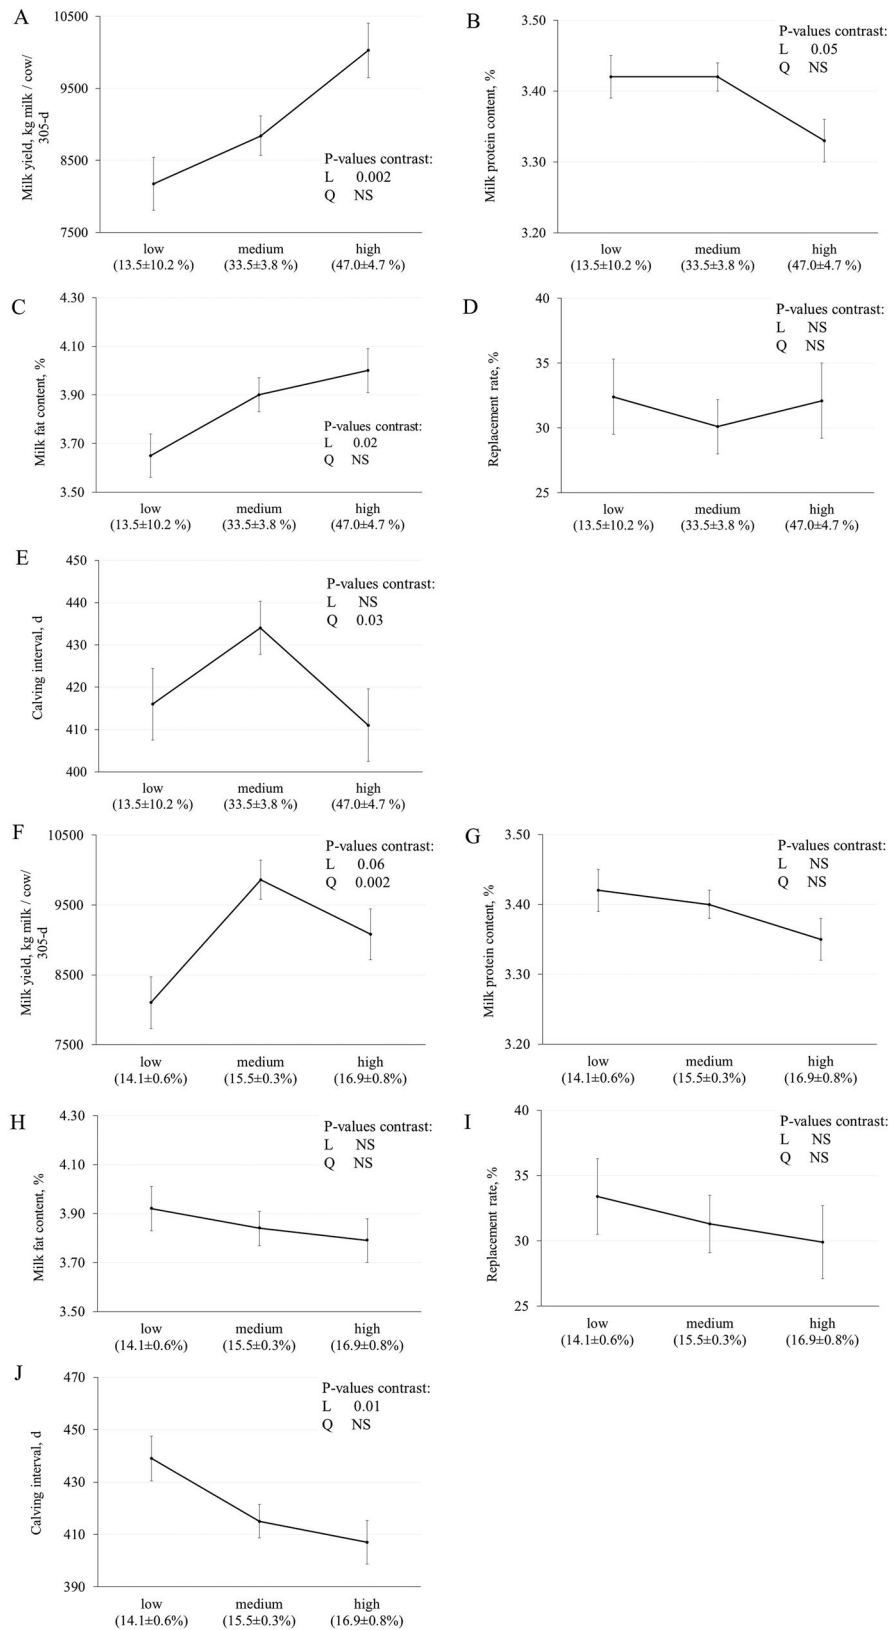 A
10500
9500
8500
7500
Milk yield, kg milk / cow/
305-d
P-values contrast:
L 0.002
Q NS
low medium high
(13.5±10.2 %) (33.5±3.8 %) (47.0±4.7 %)
B
3.50
3.40
3.30
3.20
Milk protein content, %
P-values contrast:
L 0.05
Q NS
low medium high
(13.5±10.2 %) (33.5±3.8 %) (47.0±4.7 %)
C
4.30
4.10
3.90
3.70
3.50
Milk fat content, %
P-values contrast:
L 0.02
Q NS
low medium high
(13.5±10.2 %) (33.5±3.8 %) (47.0±4.7 %)
D
40
35
30
25
Replacement rate, %
P-values contrast:
L NS
Q NS
low medium high
(13.5±10.2 %) (33.5±3.8 %) (47.0±4.7 %)
E
450
440
430
420
410
400
Calving interval, d
P-values contrast:
L NS
Q 0.03
low medium high
(13.5±10.2 %) (33.5±3.8 %) (47.0±4.7 %)
F
10500
9500
8500
7500
Milk yield, kg milk / cow/
305-d
P-values contrast:
L 0.06
Q 0.002
low medium high
(14.1±0.6%) (15.5±0.3%) (16.9±0.8%)
G
3.50
3.40
3.30
3.20
Milk protein content, %
P-values contrast:
L NS
Q NS
low medium high
(14.1±0.6%) (15.5±0.3%) (16.9±0.8%)
H
4.30
4.10
3.90
3.70
3.50
Milk fat content, %
P-values contrast:
L NS
Q NS
low medium high
(14.1±0.6%) (15.5±0.3%) (16.9±0.8%)
I
40
35
30
25
Replacement rate, %
P-values contrast:
L NS
Q NS
low medium high
(14.1±0.6%) (15.5±0.3%) (16.9±0.8%)
J
470
450
430
410
390
Calving interval, d
P-values contrast:
L 0.01
Q NS
low medium high
(14.1±0.6%) (15.5±0.3%) (16.9±0.8%)